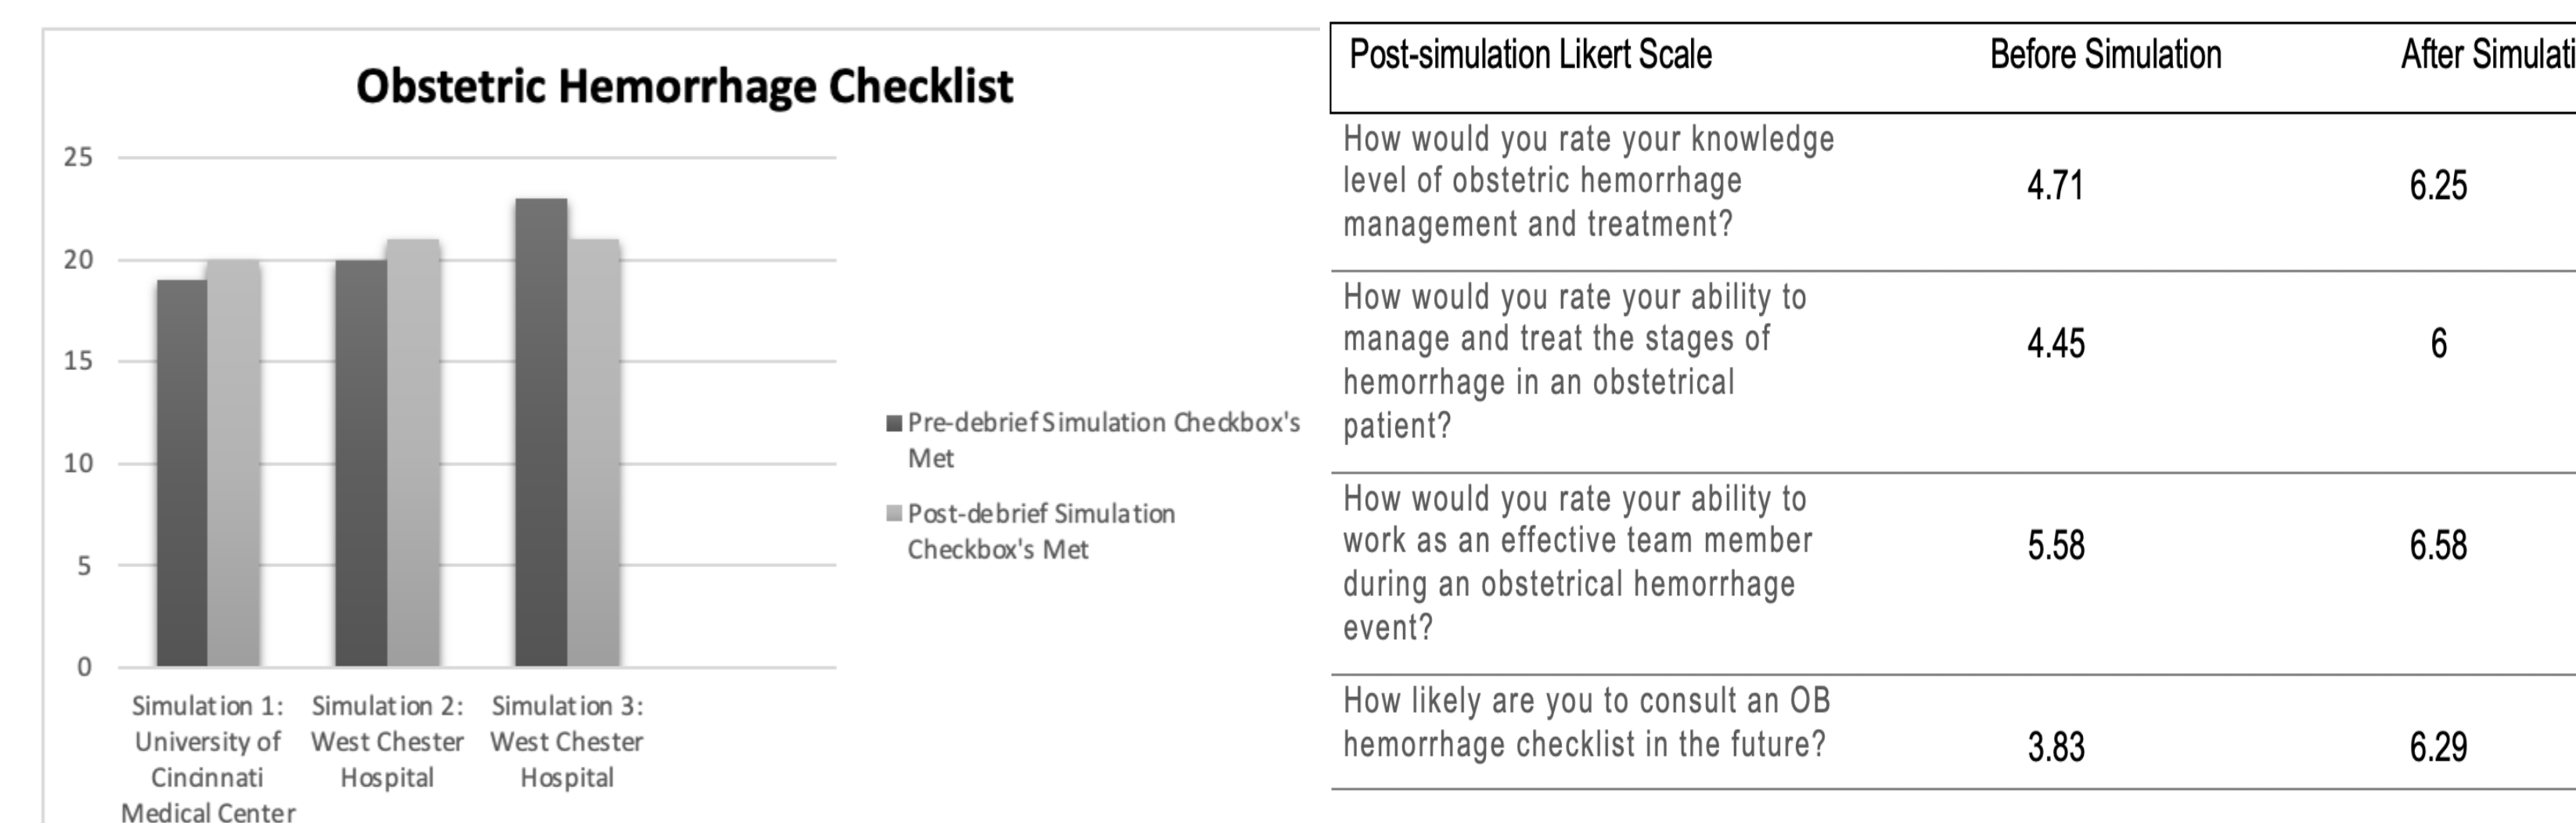 Obstetric Hemorrhage Checklist
25
20
15
10
5
0
Simulation 1:
University of
Cincinnati
Medical Center
Simulation 2:
West Chester
Hospital
Simulation 3:
West Chester
Hospital
Pre-debrief Simulation Checkbox's
Met
Post-debrief Simulation
Checkbox's Met
Post-simulation Likert Scale Before Simulation After Simulati
How would you rate your knowledge
level of obstetric hemorrhage
management and treatment?
4.71 6.25
How would you rate your ability to
manage and treat the stages of
hemorrhage in an obstetrical
patient?
4.45 6
How would you rate your ability to
work as an effective team member
during an obstetrical hemorrhage
event?
5.58 6.58
How likely are you to consult an OB
hemorrhage checklist in the future?
3.83 6.29